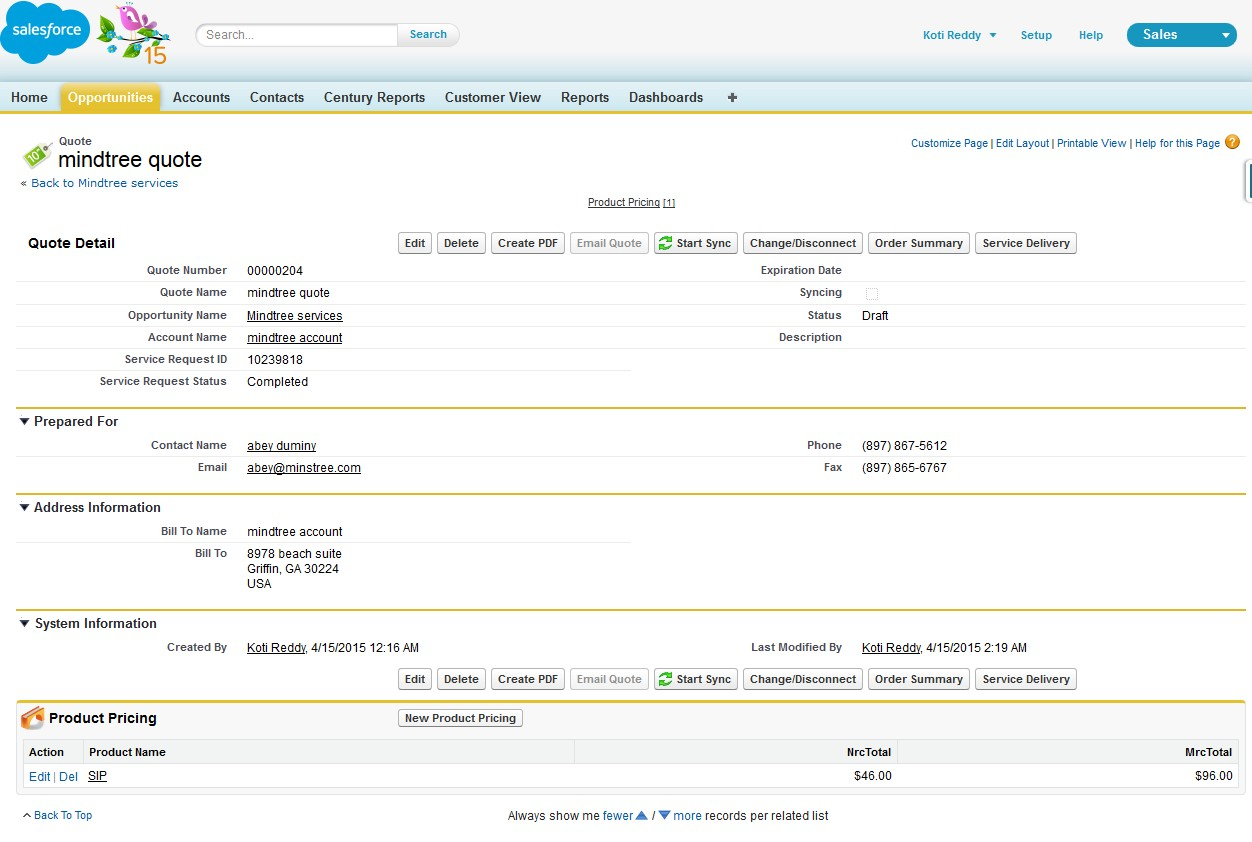 salesforce
15
Search...
Search
Koti Reddy
Setup
Help
Sales
Home
Opportunities
Accounts
Contacts
Century Reports
Customer View
Reports
Dashboards
+
10%
Quote
mindtree quote
« Back to Mindtree services
Customize Page | Edit Layout | Printable View | Help for this Page ?
Product Pricing [1]
Quote Detail
Edit
Delete
Create PDF
Email Quote
Start Sync
Change/Disconnect
Order Summary
Service Delivery
Quote Number 00000204
Expiration Date
Quote Name mindtree quote
Syncing
Opportunity Name Mindtree services
Status Draft
Account Name mindtree account
Description
Service Request ID 10239818
Service Request Status Completed
Prepared For
Contact Name abey duminy
Phone (897) 867-5612
Email abey@minstree.com
Fax (897) 865-6767
Address Information
Bill To Name mindtree account
Bill To 8978 beach suite
Griffin, GA 30224
USA
System Information
Created By Koti Reddy, 4/15/2015 12:16 AM
Last Modified By Koti Reddy, 4/15/2015 2:19 AM
Edit
Delete
Create PDF
Email Quote
Start Sync
Change/Disconnect
Order Summary
Service Delivery
Product Pricing
New Product Pricing
Action Product Name NrcTotal MrcTotal
Edit | Del SIP $46.00 $96.00
Back To Top
Always show me fewer / more records per related list